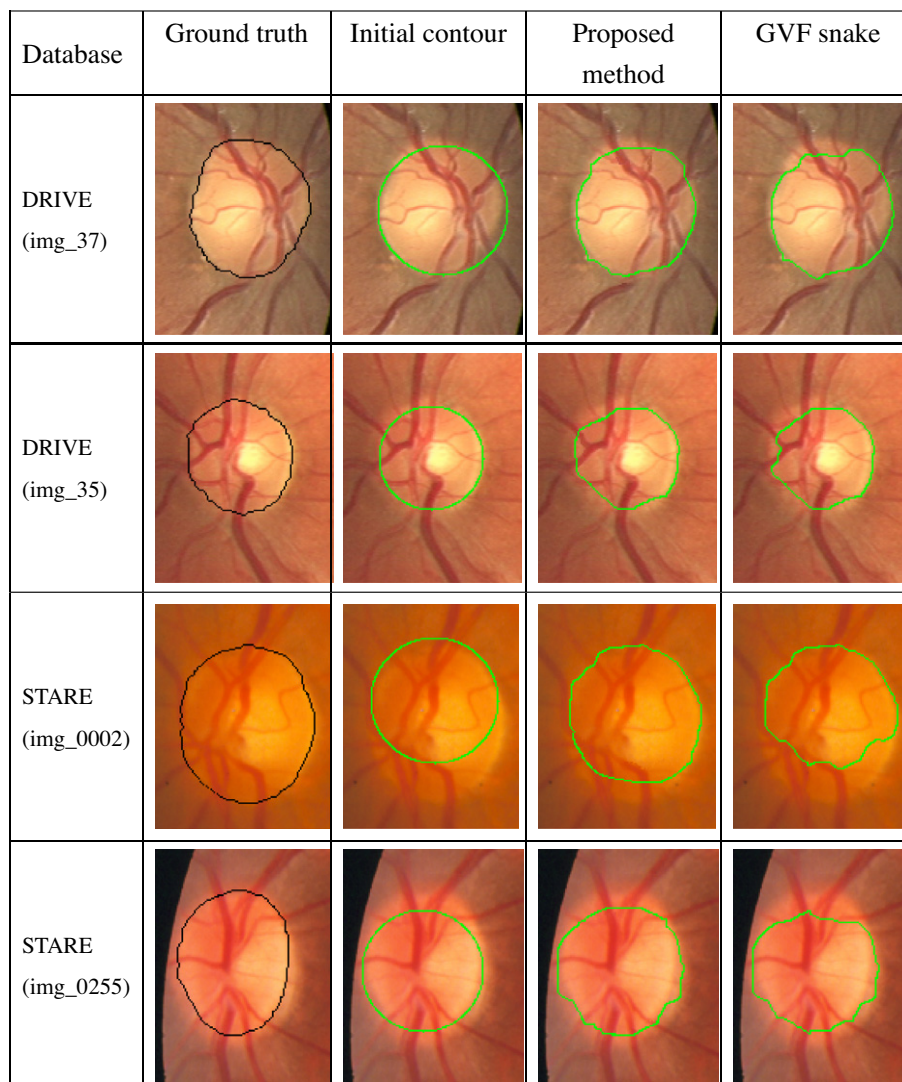 Database
Ground truth
Initial contour
Proposed
method
GVF snake
DRIVE
(img_37)
DRIVE
(img_35)
STARE
(img_0002)
STARE
(img_0255)